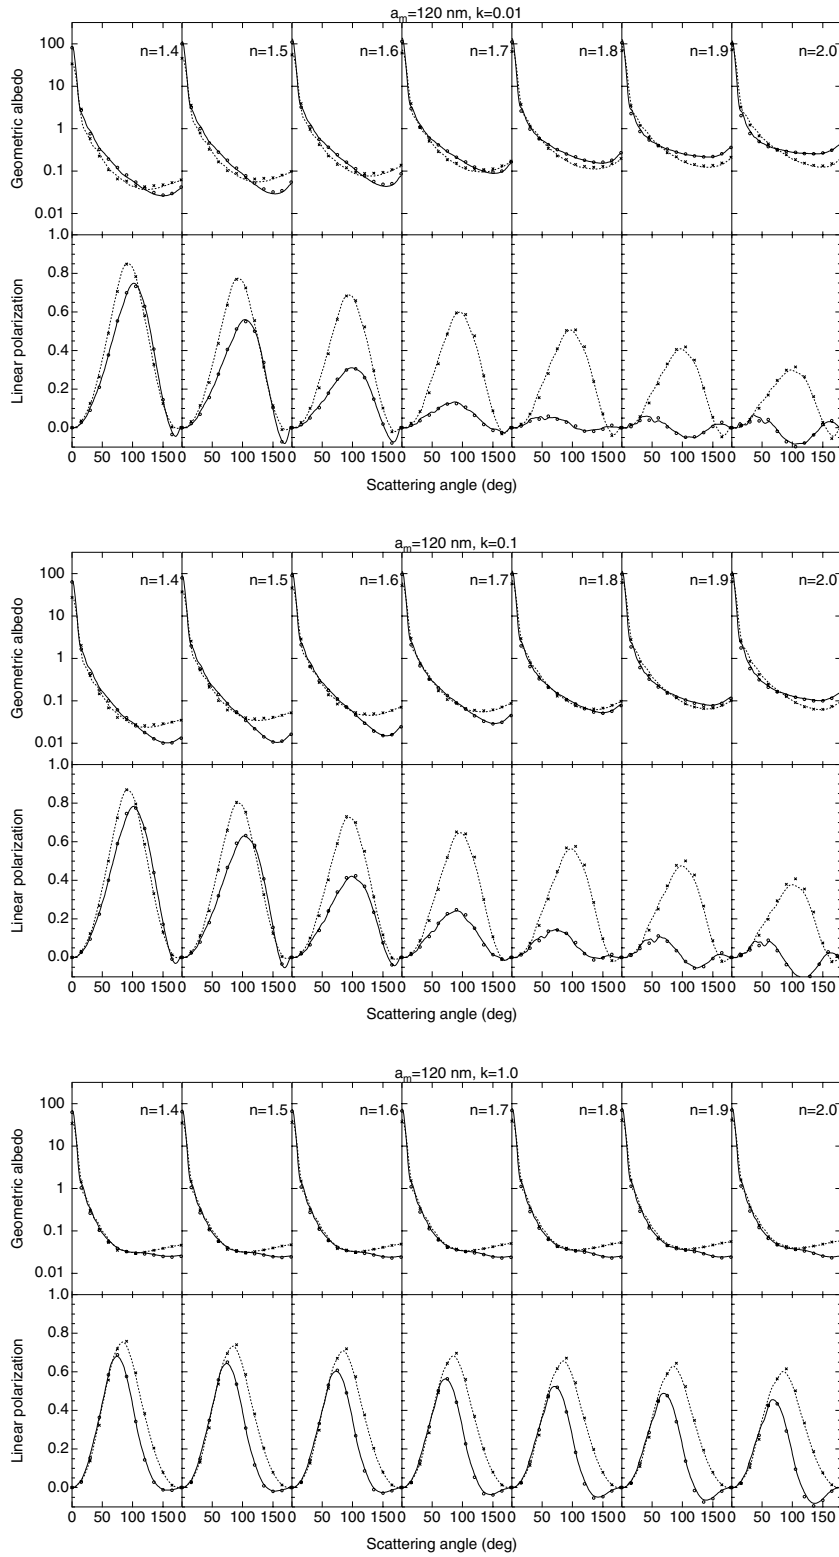 a_m=120 nm, k=0.01
n=1.4 n=1.5 n=1.6 n=1.7 n=1.8 n=1.9 n=2.0
Geometric albedo
100
10
1
0.1
0.01
Linear polarization
1.0
0.8
0.6
0.4
0.2
0.0
0 50 100 150 0 50 100 150 0 50 100 150 0 50 100 150 0 50 100 150 0 50 100 150 0 50 100 150
Scattering angle (deg)
a_m=120 nm, k=0.1
n=1.4 n=1.5 n=1.6 n=1.7 n=1.8 n=1.9 n=2.0
Geometric albedo
100
10
1
0.1
0.01
Linear polarization
1.0
0.8
0.6
0.4
0.2
0.0
0 50 100 150 0 50 100 150 0 50 100 150 0 50 100 150 0 50 100 150 0 50 100 150 0 50 100 150
Scattering angle (deg)
a_m=120 nm, k=1.0
n=1.4 n=1.5 n=1.6 n=1.7 n=1.8 n=1.9 n=2.0
Geometric albedo
100
10
1
0.1
0.01
Linear polarization
1.0
0.8
0.6
0.4
0.2
0.0
0 50 100 150 0 50 100 150 0 50 100 150 0 50 100 150 0 50 100 150 0 50 100 150 0 50 100 150
Scattering angle (deg)